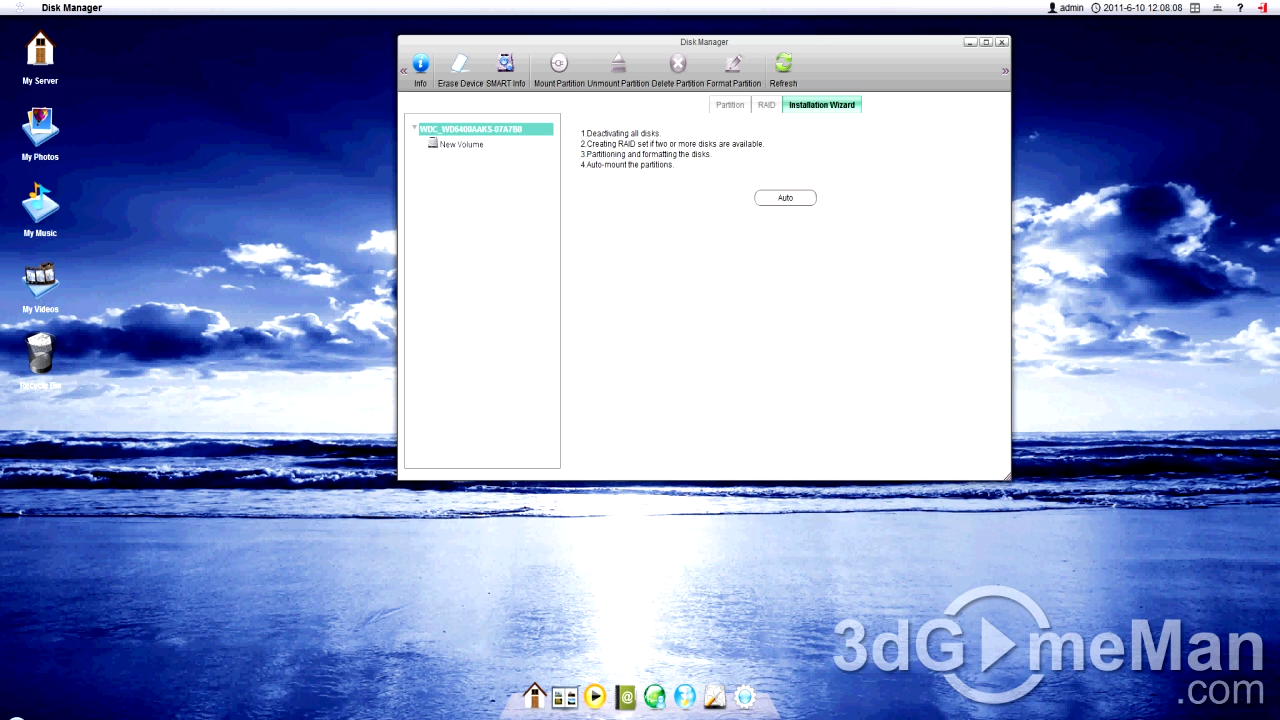 Disk Manager
admin 2011-6-10 12:08:08 ?
My Server
My Photos
My Music
My Videos
Recycle Bin
Disk Manager
« Info Erase Device SMART Info Mount Partition Unmount Partition Delete Partition Format Partition Refresh »
Partition RAID Installation Wizard
WDC_WD6400AAKS-07A7B0
New Volume
1.Deactivating all disks.
2.Creating RAID set if two or more disks are available.
3.Partitioning and formatting the disks.
4.Auto-mount the partitions.
Auto
3dGameMan
.com